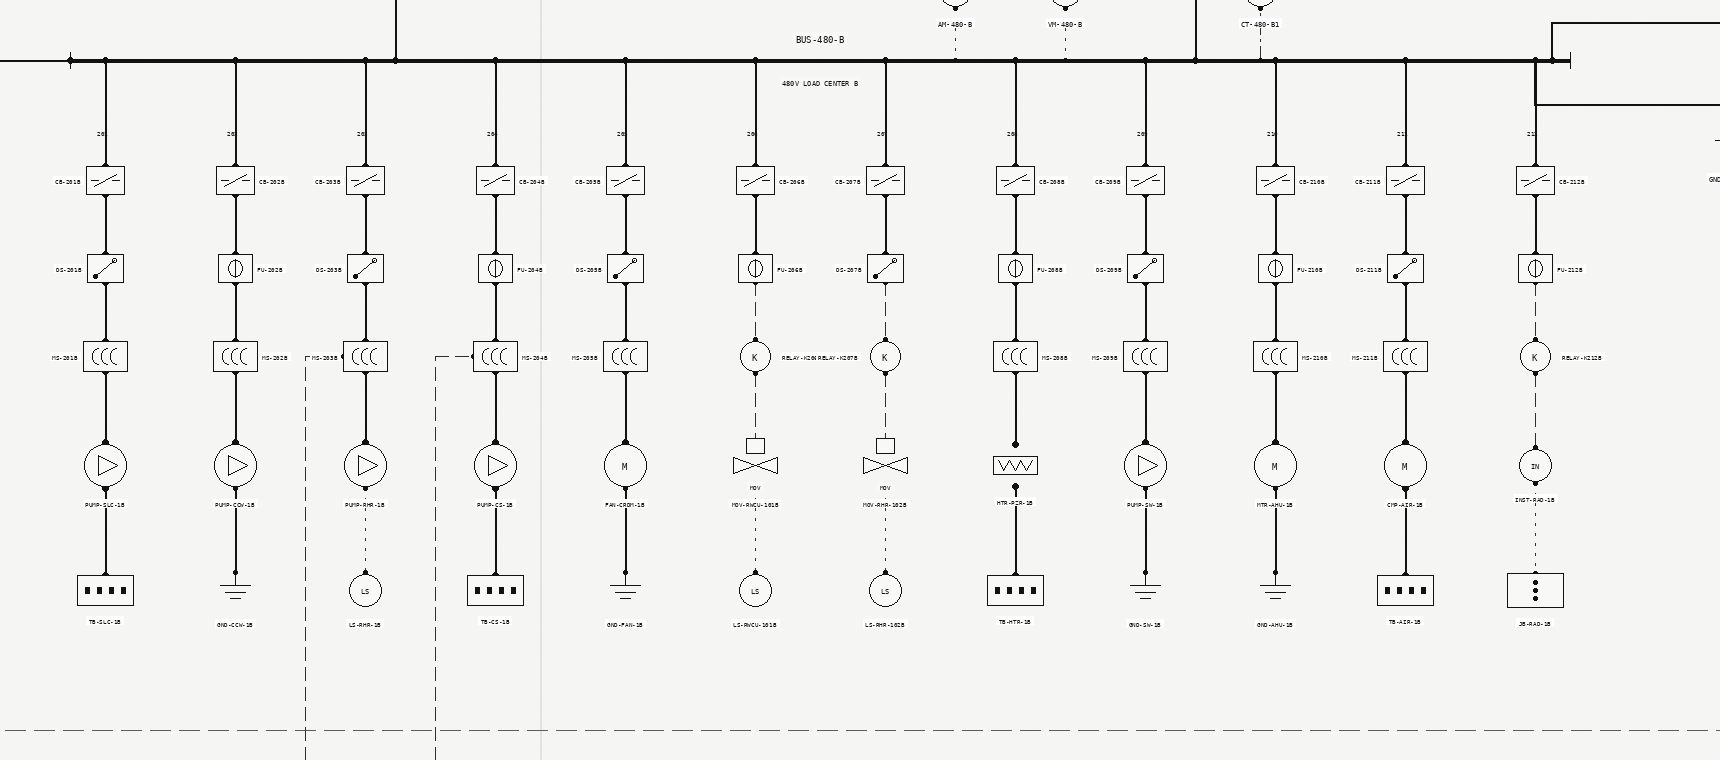 AM-480-B VM-480-B CT-480-B1
BUS-480-B
480V LOAD CENTER B
CB-201B CB-202B CB-203B CB-204B CB-205B CB-206B CB-207B CB-208B CB-209B CB-210B CB-211B CB-212B
DS-201B FU-202B DS-203B FU-204B DS-205B FU-206B DS-207B FU-208B DS-209B FU-210B DS-211B FU-212B
MS-201B MS-202B MS-203B MS-204B MS-205B K RELAY-K207B K MS-208B MS-209B MS-210B MS-211B K RELAY-K212B
M M M IN
MOV MOV
PUMP-SLC-1B PUMP-CCW-1B PUMP-RHR-1B PUMP-CS-1B FAN-CRDM-1B MOV-RWCU-101B MOV-RHR-102B HTR-PZR-1B PUMP-SW-1B MTR-AHU-1B CMP-AIR-1B INST-RAD-1B
LS LS LS
TB-SLC-1B GND-CCW-1B LS-RHR-1B TB-CS-1B GND-FAN-1B LS-RWCU-101B LS-RHR-102B TB-HTR-1B GND-SW-1B GND-AHU-1B TB-AIR-1B JB-RAD-1B